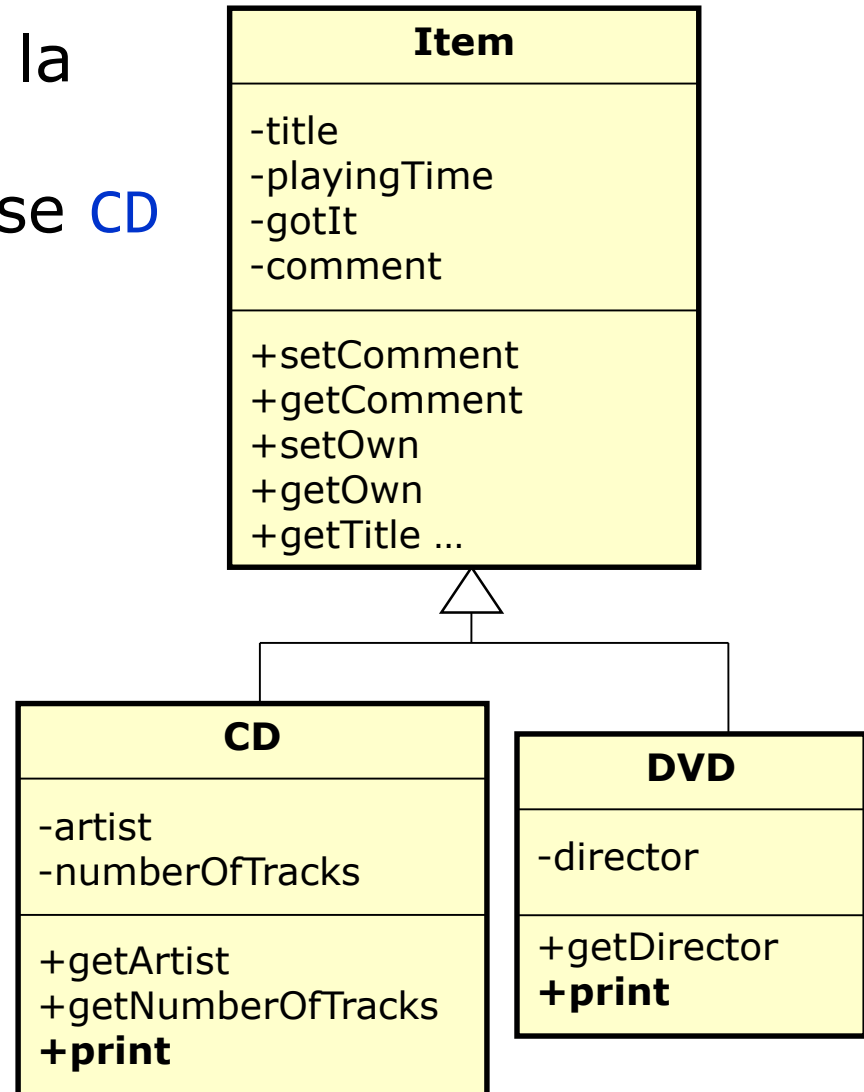 la
se CD
Item
-title
-playingTime
-gotIt
-comment
+setComment
+getComment
+setOwn
+getOwn
+getTitle …
CD
-artist
-numberOfTracks
+getArtist
+getNumberOfTracks
+print
DVD
-director
+getDirector
+print